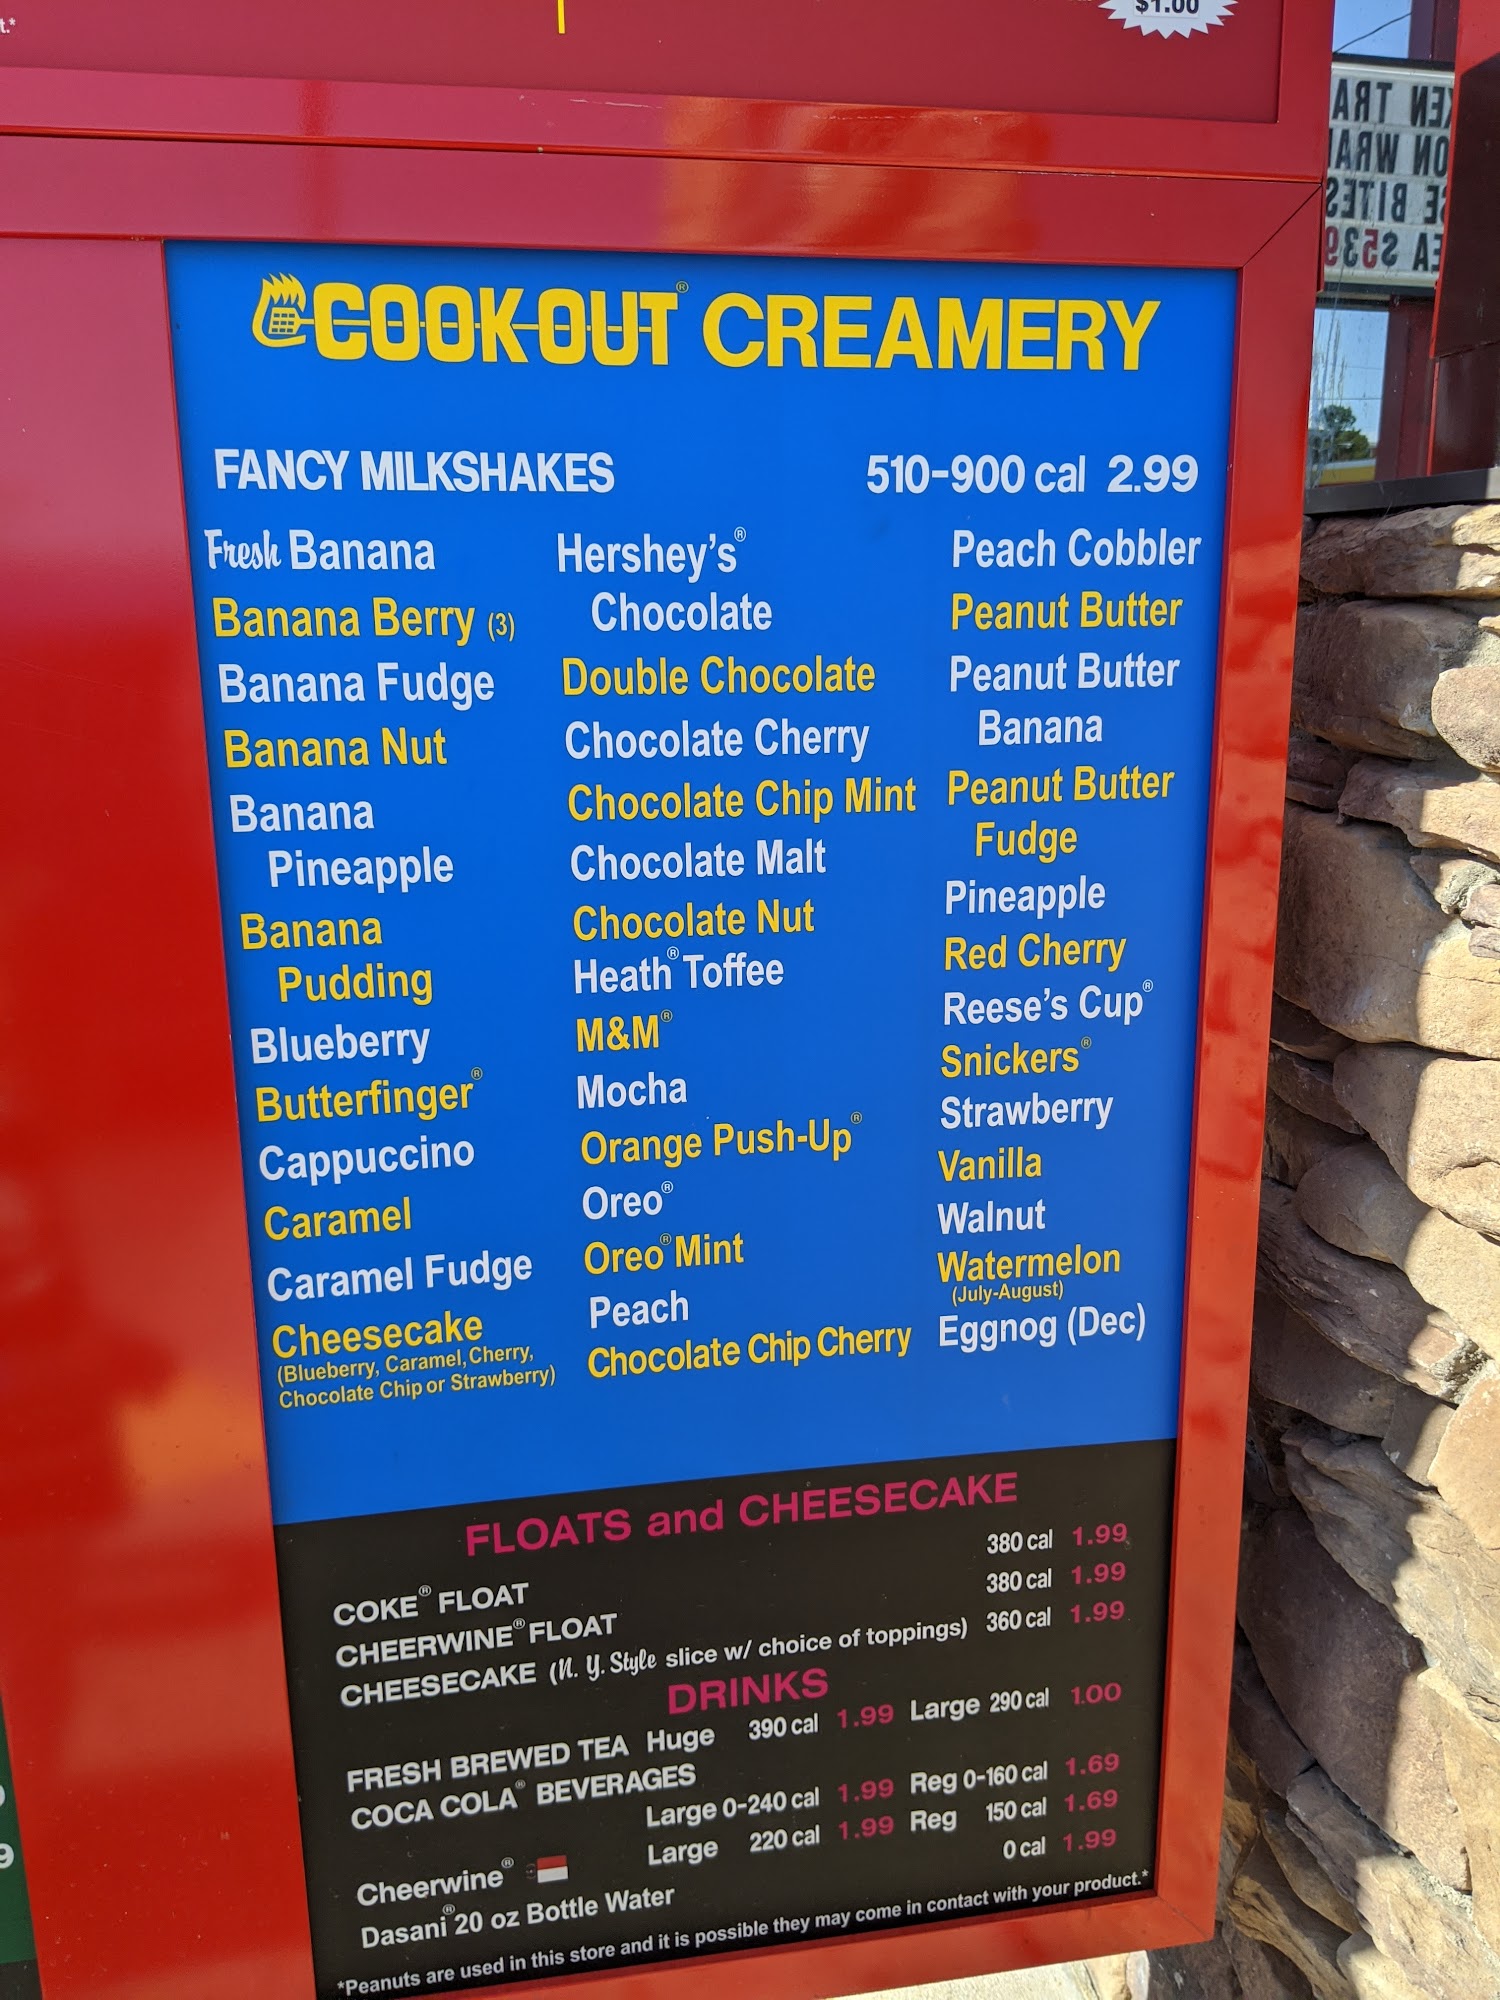 t.*
$1.00
COOK-OUT® CREAMERY
FANCY MILKSHAKES 510-900 cal 2.99
Fresh Banana
Banana Berry (3)
Banana Fudge
Banana Nut
Banana
Pineapple
Banana
Pudding
Blueberry
Butterfinger®
Cappuccino
Caramel
Caramel Fudge
Cheesecake
(Blueberry, Caramel, Cherry,
Chocolate Chip or Strawberry)
Hershey's®
Chocolate
Double Chocolate
Chocolate Cherry
Chocolate Chip Mint
Chocolate Malt
Chocolate Nut
Heath® Toffee
M&M®
Mocha
Orange Push-Up®
Oreo®
Oreo® Mint
Peach
Chocolate Chip Cherry
Peach Cobbler
Peanut Butter
Peanut Butter
Banana
Peanut Butter
Fudge
Pineapple
Red Cherry
Reese's Cup®
Snickers®
Strawberry
Vanilla
Walnut
Watermelon
(July-August)
Eggnog (Dec)
FLOATS and CHEESECAKE
COKE® FLOAT 380 cal 1.99
CHEERWINE® FLOAT 380 cal 1.99
CHEESECAKE (N. Y. Style slice w/ choice of toppings) 360 cal 1.99
DRINKS
FRESH BREWED TEA Huge 390 cal 1.99 Large 290 cal 1.00
COCA COLA® BEVERAGES
Large 0-240 cal 1.99 Reg 0-160 cal 1.69
Cheerwine® Large 220 cal 1.99 Reg 150 cal 1.69
Dasani® 20 oz Bottle Water 0 cal 1.99
*Peanuts are used in this store and it is possible they may come in contact with your product.*